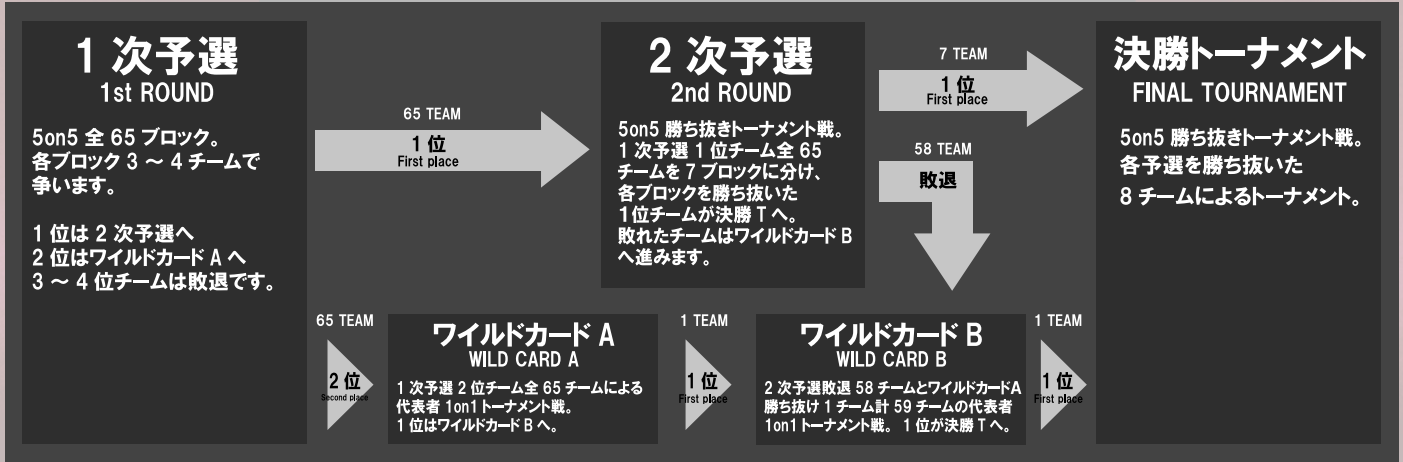 1 次予選
1st ROUND
5on5 全 65 ブロック。
各ブロック 3 ～ 4 チームで
争います。
1 位は 2 次予選へ
2 位はワイルドカード A へ
3 ～ 4 位チームは敗退です。
65 TEAM
1 位
First place
2 次予選
2nd ROUND
5on5 勝ち抜きトーナメント戦。
1 次予選 1 位チーム全 65
チームを 7 ブロックに分け、
各ブロックを勝ち抜いた
1位チームが決勝 T へ。
敗れたチームはワイルドカード B
へ進みます。
7 TEAM
1 位
First place
58 TEAM
敗退
決勝トーナメント
FINAL TOURNAMENT
5on5 勝ち抜きトーナメント戦。
各予選を勝ち抜いた
8 チームによるトーナメント。
65 TEAM
2 位
Second place
ワイルドカード A
WILD CARD A
1 次予選 2 位チーム全 65 チームによる
代表者 1on1トーナメント戦。
1 位はワイルドカード B へ。
1 TEAM
1 位
First place
ワイルドカード B
WILD CARD B
2 次予選敗退 58 チームとワイルドカードA
勝ち抜け 1 チーム計 59 チームの代表者
1on1トーナメント戦。 1 位が決勝 T へ。
1 TEAM
1 位
First place